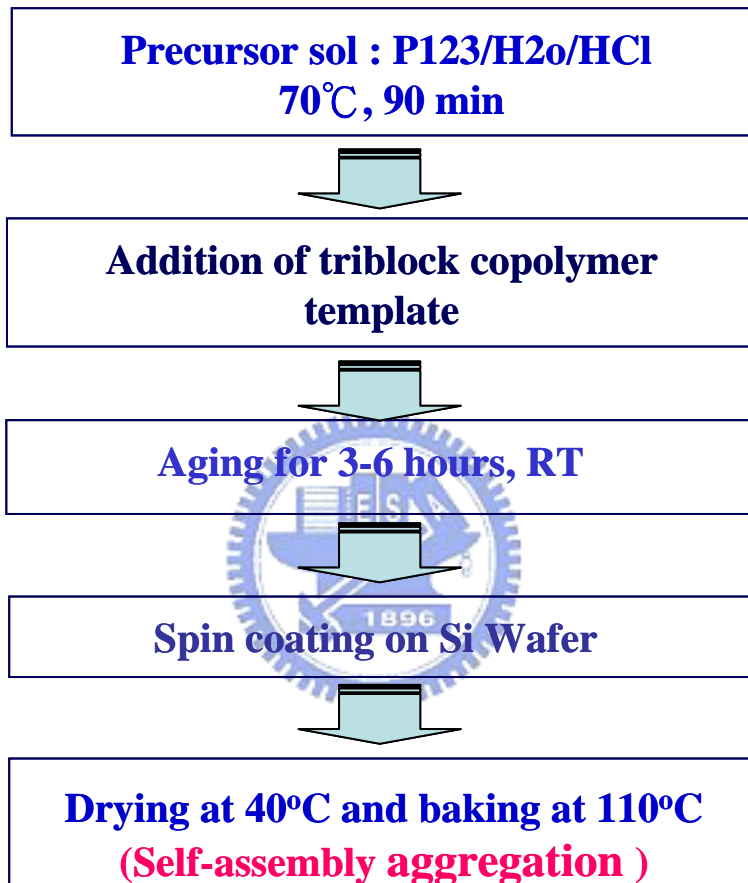 Precursor sol : P123/H2o/HCl
70℃, 90 min
Addition of triblock copolymer
template
Aging for 3-6 hours, RT
E S A
1896
Spin coating on Si Wafer
Drying at 40oC and baking at 110oC
(Self-assembly aggregation )